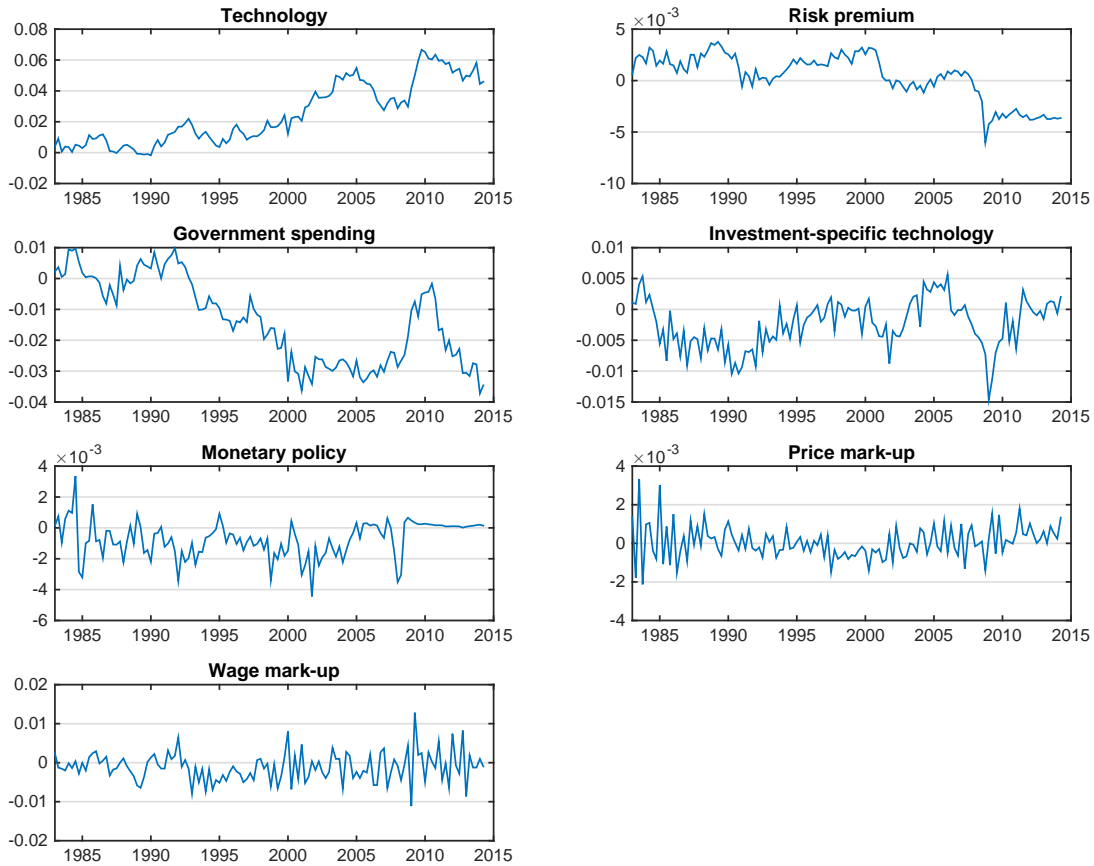 Technology
0.08
0.06
0.04
0.02
0
-0.02
1985 1990 1995 2000 2005 2010 2015
Risk premium
×10⁻³
5
0
-5
-10
1985 1990 1995 2000 2005 2010 2015
Government spending
0.01
0
-0.01
-0.02
-0.03
-0.04
1985 1990 1995 2000 2005 2010 2015
Investment-specific technology
0.01
0.005
0
-0.005
-0.01
-0.015
1985 1990 1995 2000 2005 2010 2015
Monetary policy
×10⁻³
4
2
0
-2
-4
-6
1985 1990 1995 2000 2005 2010 2015
Price mark-up
×10⁻³
4
2
0
-2
-4
1985 1990 1995 2000 2005 2010 2015
Wage mark-up
0.02
0.01
0
-0.01
-0.02
1985 1990 1995 2000 2005 2010 2015